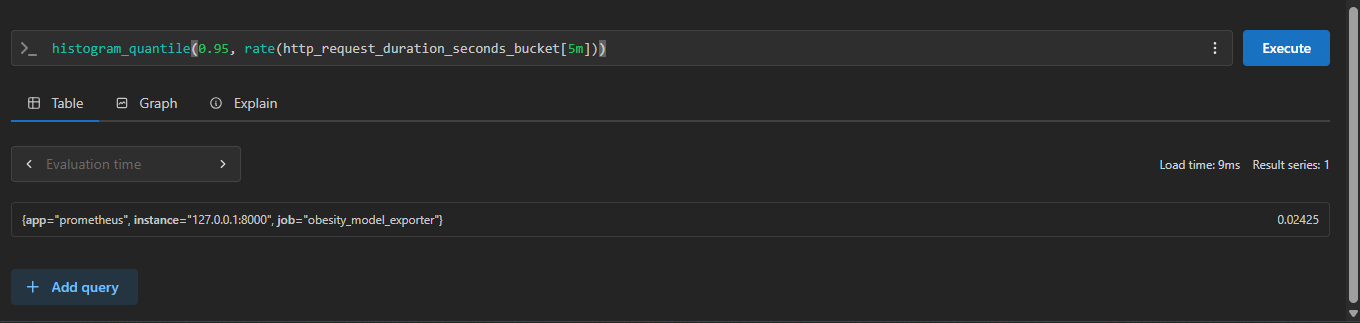 >_ histogram_quantile(0.95, rate(http_request_duration_seconds_bucket[5m]))
Execute
Table Graph Explain
Evaluation time
Load time: 9ms Result series: 1
{app="prometheus", instance="127.0.0.1:8000", job="obesity_model_exporter"} 0.02425
+ Add query